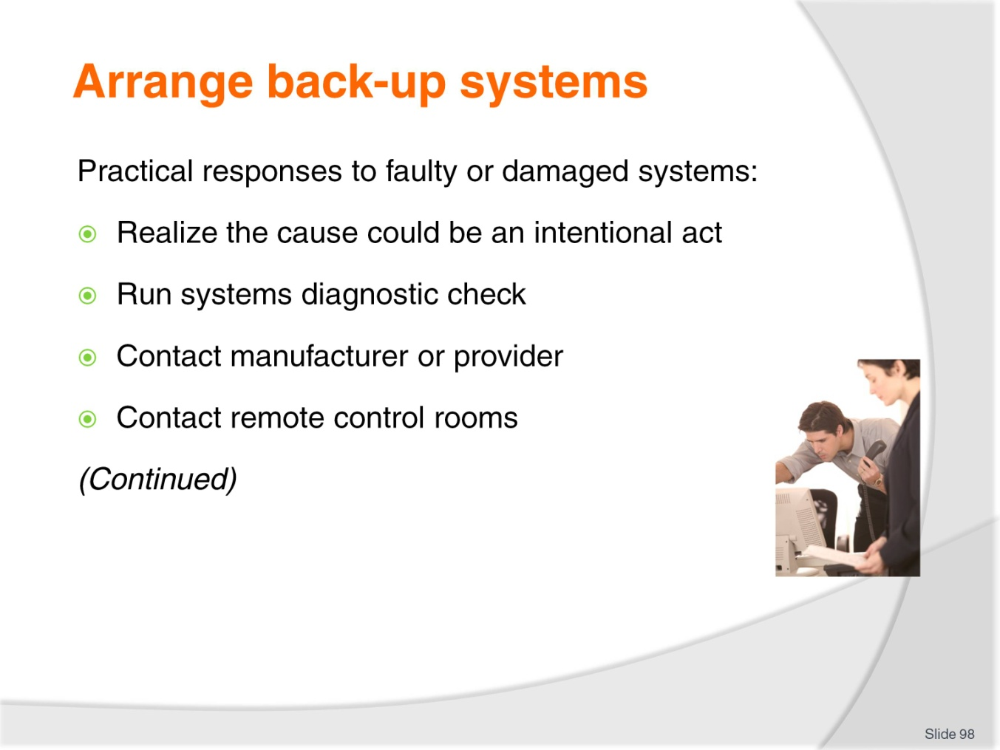 Arrange back-up systems
Practical responses to faulty or damaged systems:
Realize the cause could be an intentional act
Run systems diagnostic check
Contact manufacturer or provider
Contact remote control rooms
(Continued)
Slide 98